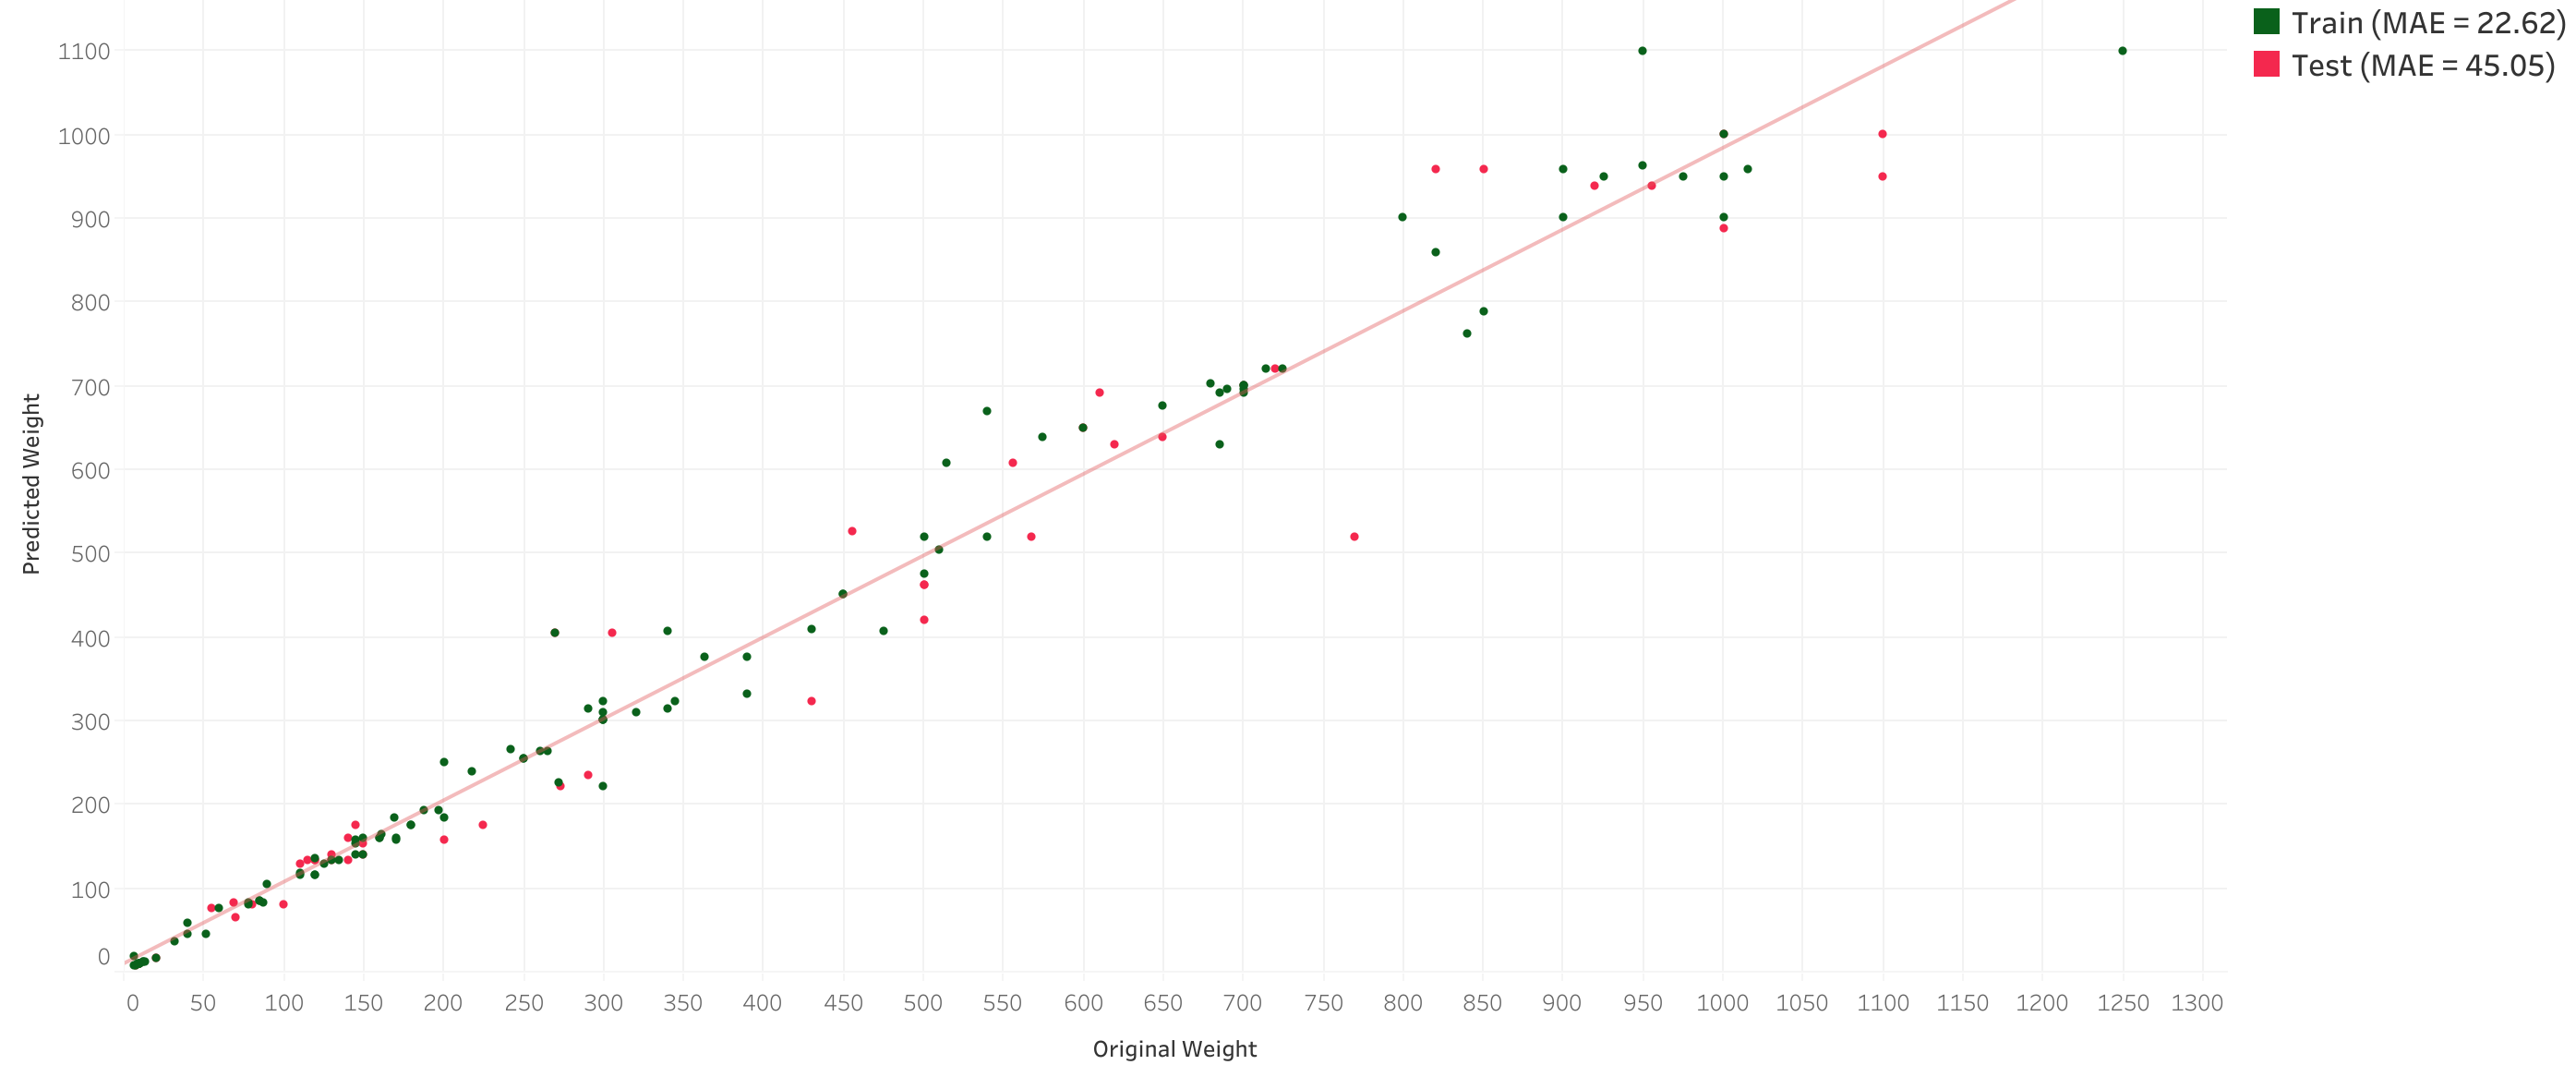 Train (MAE = 22.62)
Test (MAE = 45.05)
Predicted Weight
1100
1000
900
800
700
600
500
400
300
200
100
0
0 50 100 150 200 250 300 350 400 450 500 550 600 650 700 750 800 850 900 950 1000 1050 1100 1150 1200 1250 1300
Original Weight